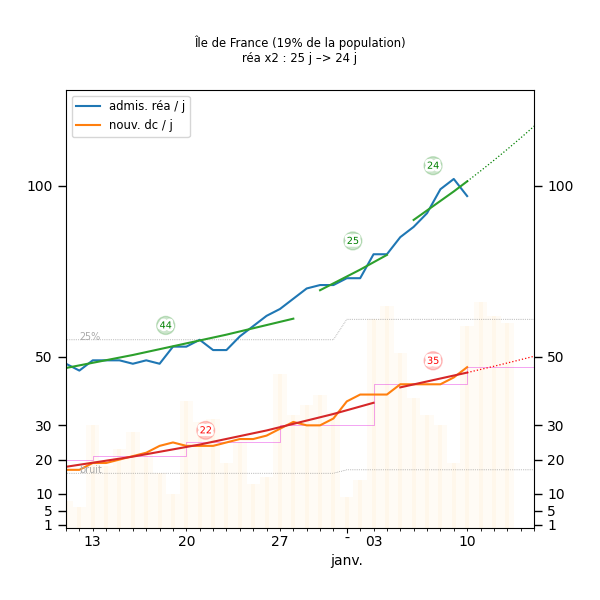 Île de France (19% de la population)
réa x2 : 25 j –> 24 j
admis. réa / j
nouv. dc / j
24
100 100
25
44
25%
50 50
35
22
30 30
20 20
bruit
10 10
5 5
1 1
13 20 27 - 03 10
janv.